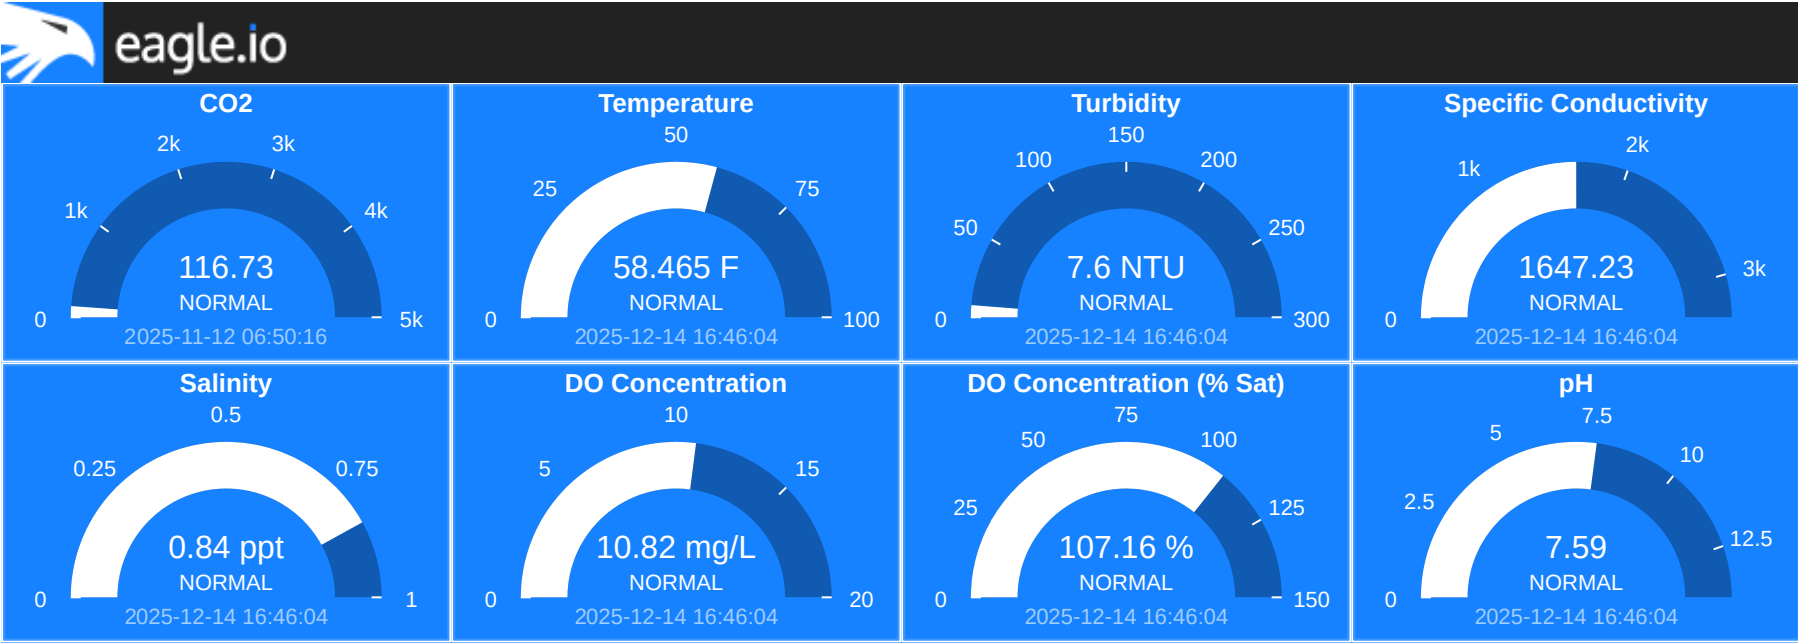 eagle.io
CO2
0
1k
2k
3k
4k
5k
116.73
NORMAL
2025-11-12 06:50:16
Temperature
0
25
50
75
100
58.465 F
NORMAL
2025-12-14 16:46:04
Turbidity
0
50
100
150
200
250
300
7.6 NTU
NORMAL
2025-12-14 16:46:04
Specific Conductivity
0
1k
2k
3k
1647.23
NORMAL
2025-12-14 16:46:04
Salinity
0
0.25
0.5
0.75
1
0.84 ppt
NORMAL
2025-12-14 16:46:04
DO Concentration
0
5
10
15
20
10.82 mg/L
NORMAL
2025-12-14 16:46:04
DO Concentration (% Sat)
0
25
50
75
100
125
150
107.16 %
NORMAL
2025-12-14 16:46:04
pH
0
2.5
5
7.5
10
12.5
7.59
NORMAL
2025-12-14 16:46:04